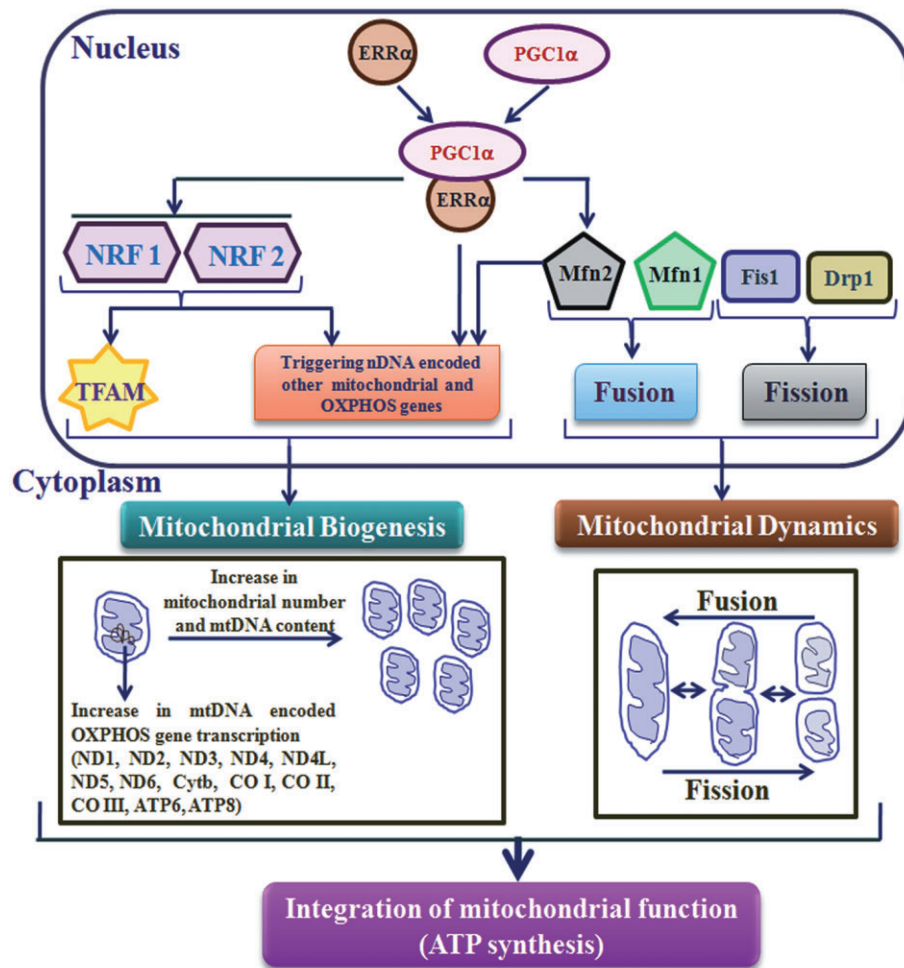 Nucleus
ERRα
PGC1α
PGC1α
ERRα
NRF 1
NRF 2
Mfn2
Mfn1
Fis1
Drp1
TFAM
Triggering nDNA encoded
other mitochondrial and
OXPHOS genes
Fusion
Fission
Cytoplasm
Mitochondrial Biogenesis
Mitochondrial Dynamics
Increase in
mitochondrial number
and mtDNA content
Increase in mtDNA encoded
OXPHOS gene transcription
(ND1, ND2, ND3, ND4, ND4L,
ND5, ND6, Cytb, CO I, CO II,
CO III, ATP6, ATP8)
Fusion
Fission
Integration of mitochondrial function
(ATP synthesis)